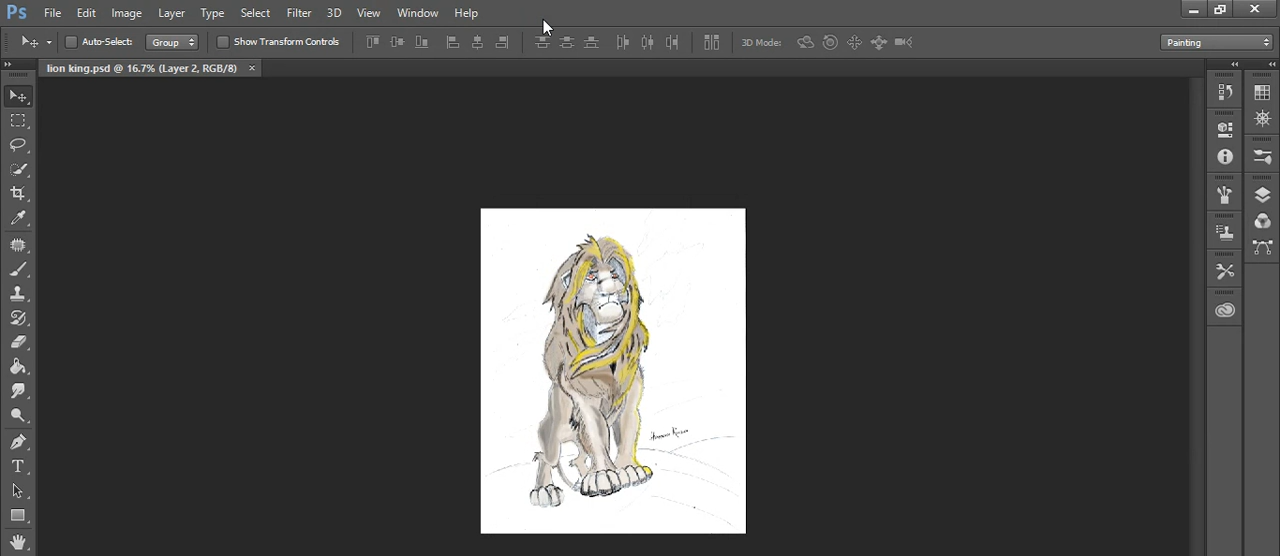 Ps File Edit Image Layer Type Select Filter 3D View Window Help
Auto-Select: Group Show Transform Controls 3D Mode: Painting
lion king.psd @ 16.7% (Layer 2, RGB/8) ×